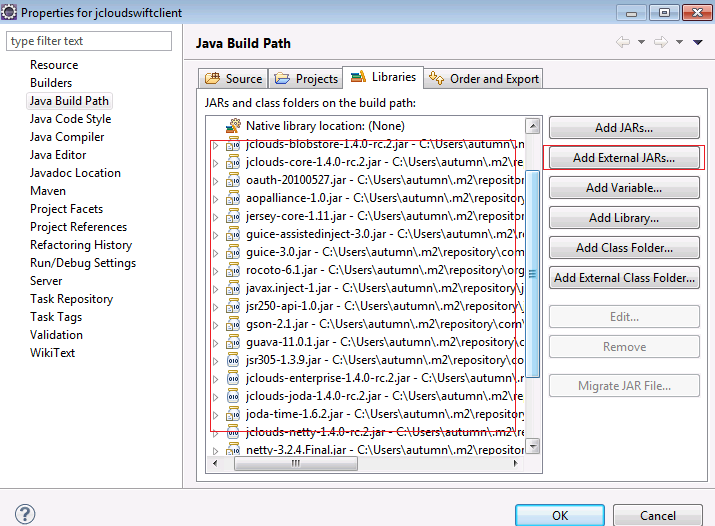 Properties for jcloudswiftclient
type filter text
Resource
Builders
Java Build Path
Java Code Style
Java Compiler
Java Editor
Javadoc Location
Maven
Project Facets
Project References
Refactoring History
Run/Debug Settings
Server
Task Repository
Task Tags
Validation
WikiText
Java Build Path
Source Projects Libraries Order and Export
JARs and class folders on the build path:
Native library location: (None)
jclouds-blobstore-1.4.0-rc.2.jar - C:\Users\autumn\.m
jclouds-core-1.4.0-rc.2.jar - C:\Users\autumn\.m2\re
oauth-20100527.jar - C:\Users\autumn\.m2\repositor
aopalliance-1.0.jar - C:\Users\autumn\.m2\repository
jersey-core-1.11.jar - C:\Users\autumn\.m2\reposito
guice-assistedinject-3.0.jar - C:\Users\autumn\.m2\r
guice-3.0.jar - C:\Users\autumn\.m2\repository\com
rocoto-6.1.jar - C:\Users\autumn\.m2\repository\org
javax.inject-1.jar - C:\Users\autumn\.m2\repository\j
jsr250-api-1.0.jar - C:\Users\autumn\.m2\repository
gson-2.1.jar - C:\Users\autumn\.m2\repository\com\
guava-11.0.1.jar - C:\Users\autumn\.m2\repository\
jsr305-1.3.9.jar - C:\Users\autumn\.m2\repository\co
jclouds-enterprise-1.4.0-rc.2.jar - C:\Users\autumn\.
jclouds-joda-1.4.0-rc.2.jar - C:\Users\autumn\.m2\re
joda-time-1.6.2.jar - C:\Users\autumn\.m2\repository
jclouds-netty-1.4.0-rc.2.jar - C:\Users\autumn\.m2\r
netty-3.2.4.Final.jar - C:\Users\autumn\.m2\reposito
Add JARs...
Add External JARs...
Add Variable...
Add Library...
Add Class Folder...
Add External Class Folder...
Edit...
Remove
Migrate JAR File...
OK
Cancel